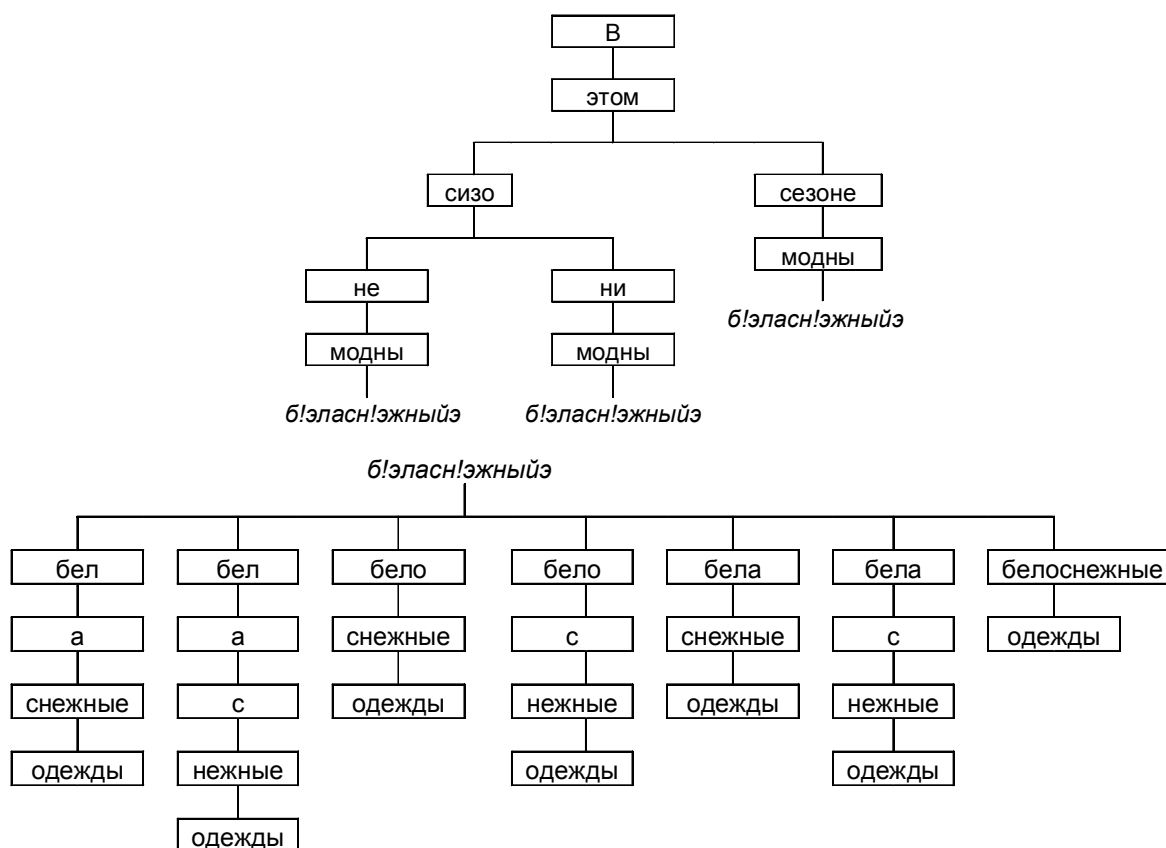 В
этом
сизо сезоне
не ни модны
б!эласн!эжныйэ
модны модны
б!эласн!эжныйэ б!эласн!эжныйэ
б!эласн!эжныйэ
бел бел бело бело бела бела белоснежные
а а снежные с снежные с одежды
снежные с одежды нежные одежды нежные
одежды нежные одежды одежды
одежды